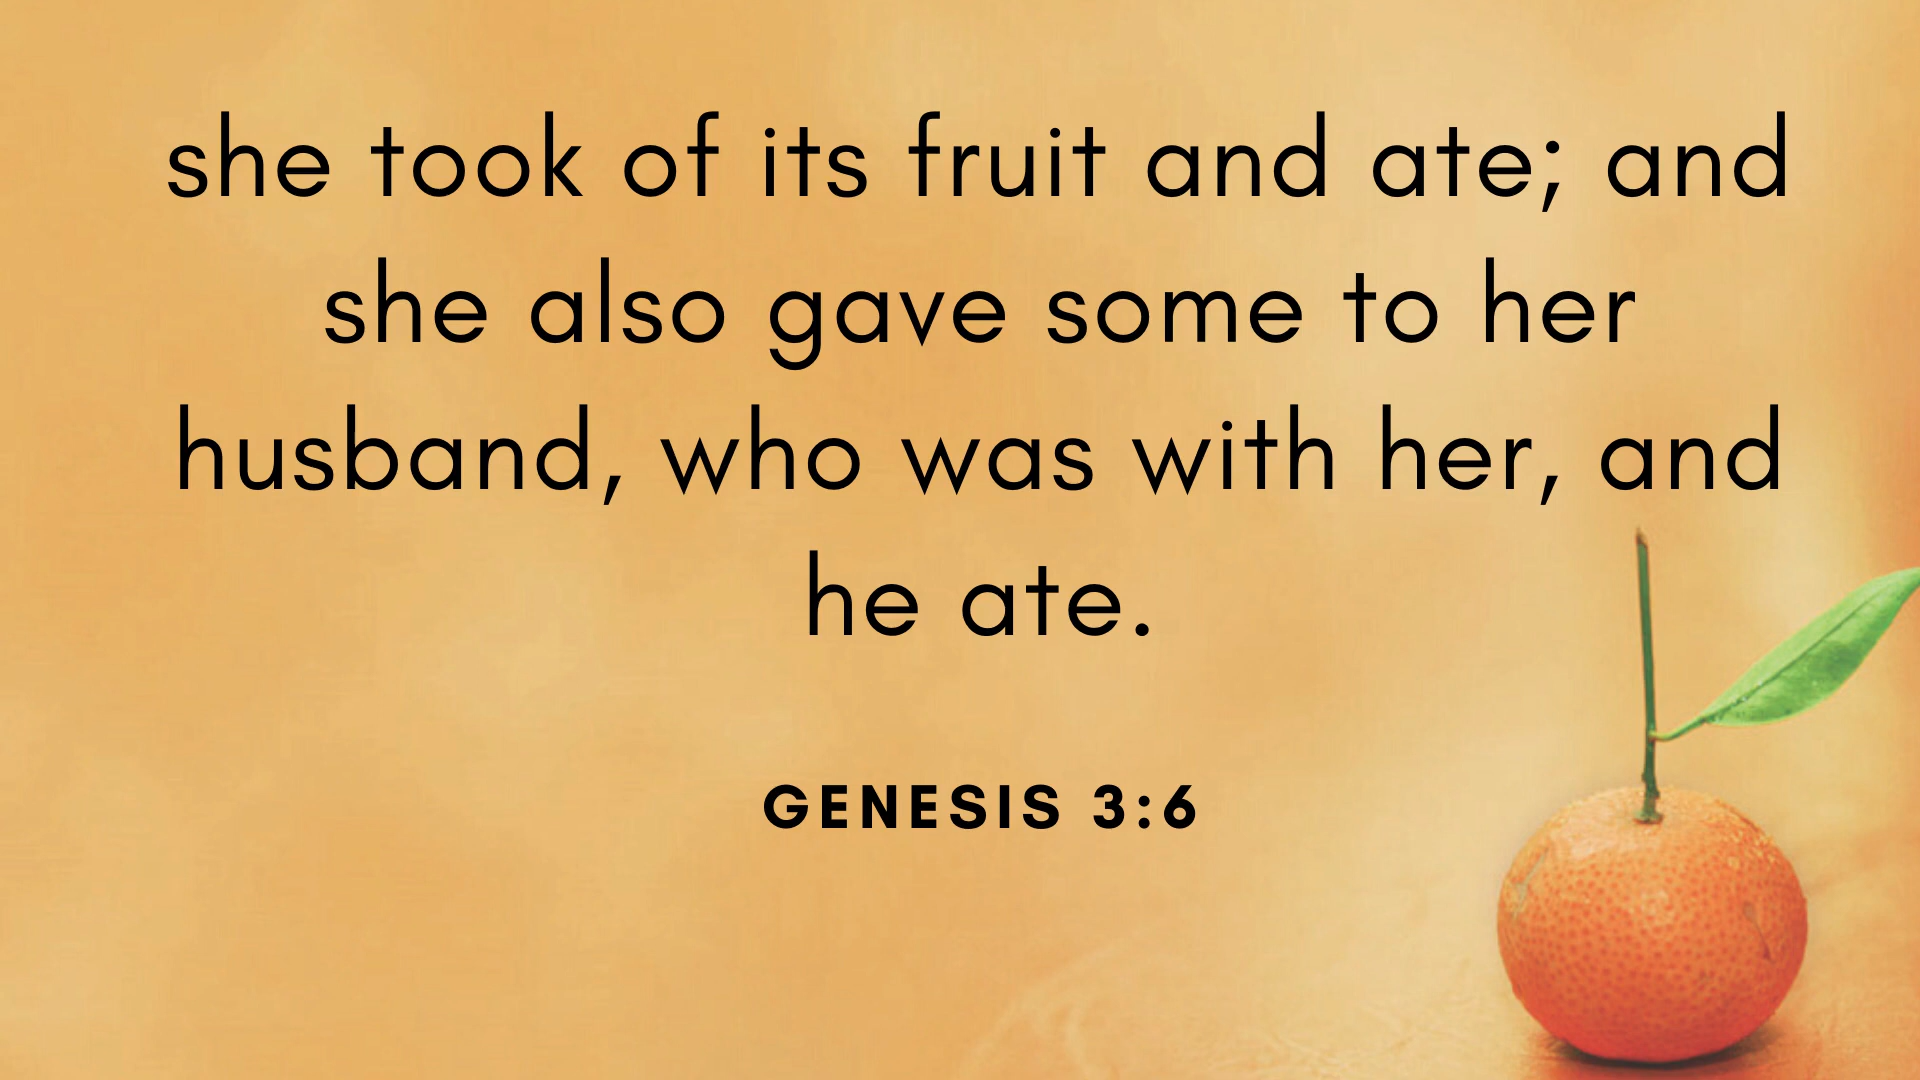 she took of its fruit and ate; and
she also gave some to her
husband, who was with her, and
he ate.
GENESIS 3:6